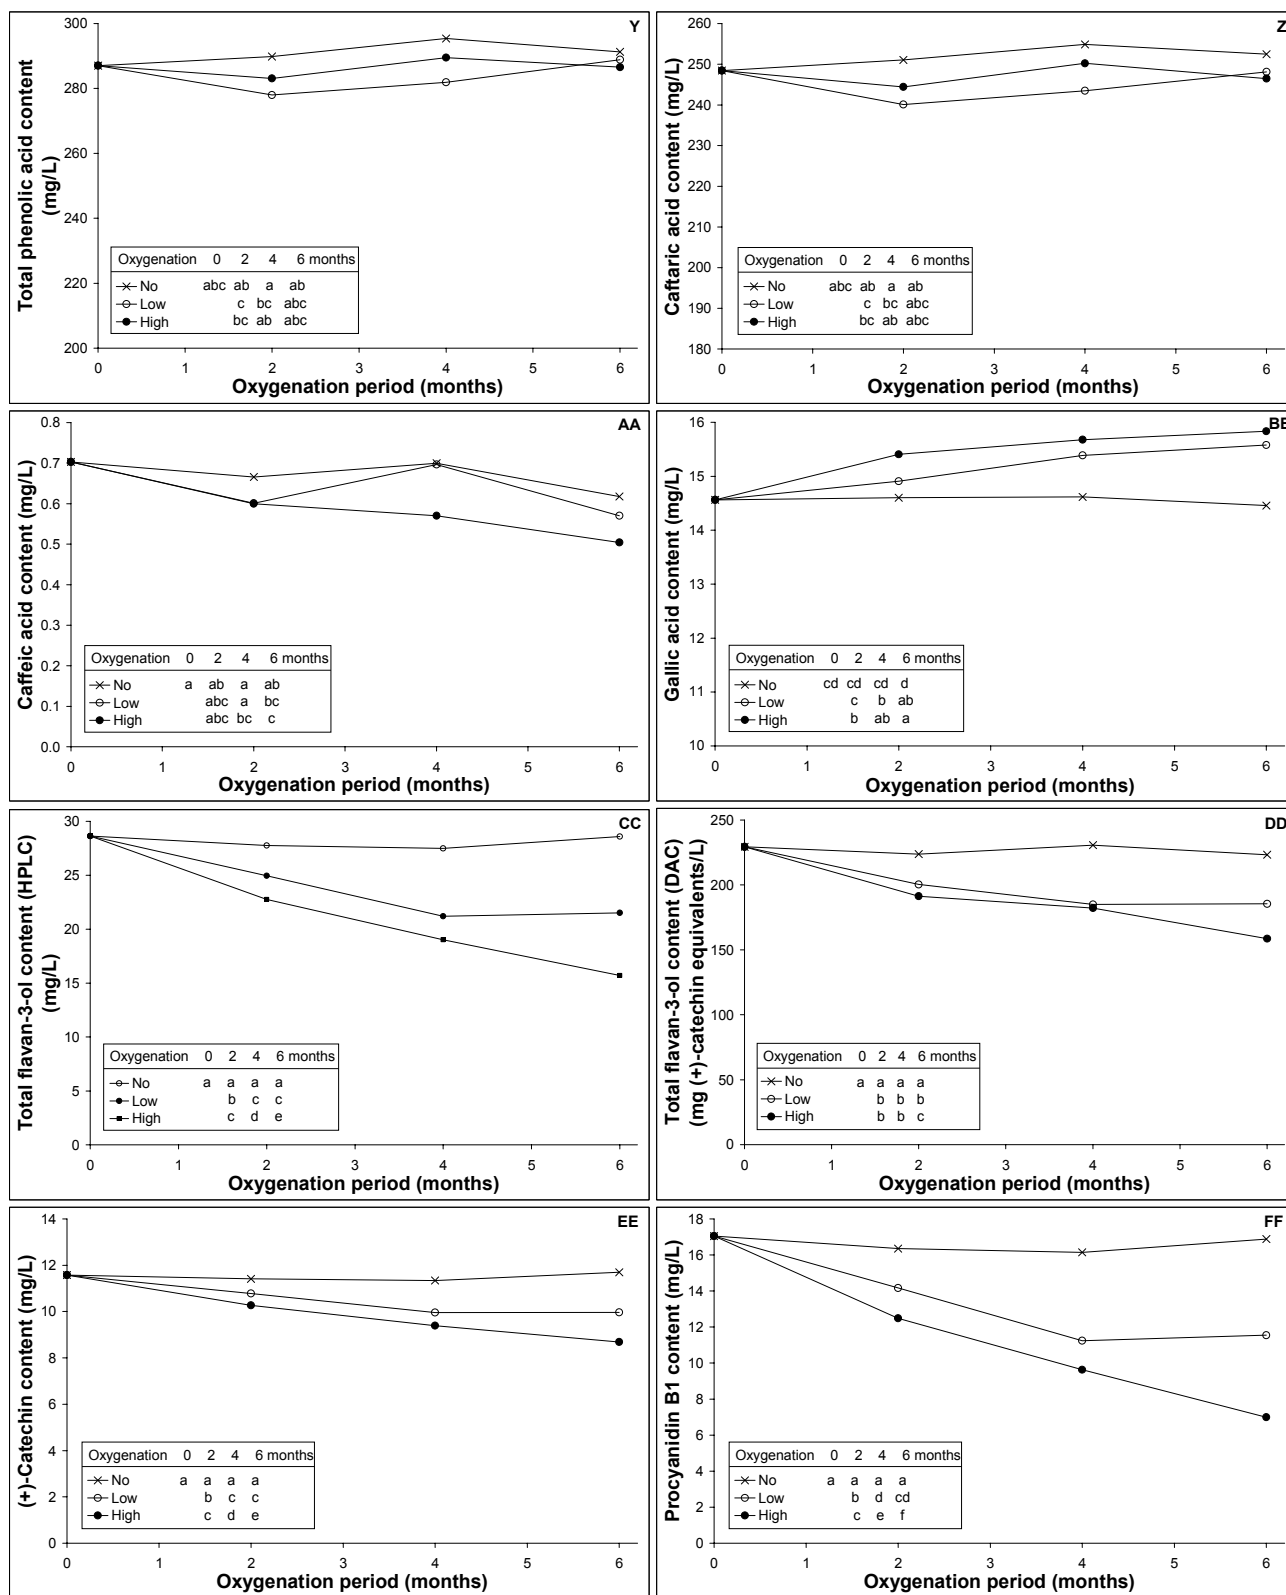 Y
Total phenolic acid content
(mg/L)
300
280
260
240
220
200
Oxygenation 0 2 4 6 months
No abc ab a ab
Low c bc abc
High bc ab abc
0 1 2 3 4 5 6
Oxygenation period (months)
Z
Caftaric acid content (mg/L)
260
250
240
230
220
210
200
190
180
Oxygenation 0 2 4 6 months
No abc ab a ab
Low c bc abc
High bc ab abc
0 1 2 3 4 5 6
Oxygenation period (months)
AA
Caffeic acid content (mg/L)
0.8
0.7
0.6
0.5
0.4
0.3
0.2
0.1
0.0
Oxygenation 0 2 4 6 months
No a ab a ab
Low abc a bc
High abc bc c
0 1 2 3 4 5 6
Oxygenation period (months)
BB
Gallic acid content (mg/L)
16
15
14
13
12
11
10
Oxygenation 0 2 4 6 months
No cd cd cd d
Low c b ab
High b ab a
0 1 2 3 4 5 6
Oxygenation period (months)
CC
Total flavan-3-ol content (HPLC)
(mg/L)
30
25
20
15
10
5
0
Oxygenation 0 2 4 6 months
No a a a a
Low b c c
High c d e
0 1 2 3 4 5 6
Oxygenation period (months)
DD
Total flavan-3-ol content (DAC)
(mg (+)-catechin equivalents/L)
250
200
150
100
50
0
Oxygenation 0 2 4 6 months
No a a a a
Low b b b
High b b c
0 1 2 3 4 5 6
Oxygenation period (months)
EE
(+)-Catechin content (mg/L)
14
12
10
8
6
4
2
0
Oxygenation 0 2 4 6 months
No a a a a
Low b c c
High c d e
0 1 2 3 4 5 6
Oxygenation period (months)
FF
Procyanidin B1 content (mg/L)
18
16
14
12
10
8
6
4
2
0
Oxygenation 0 2 4 6 months
No a a a a
Low b d cd
High c e f
0 1 2 3 4 5 6
Oxygenation period (months)